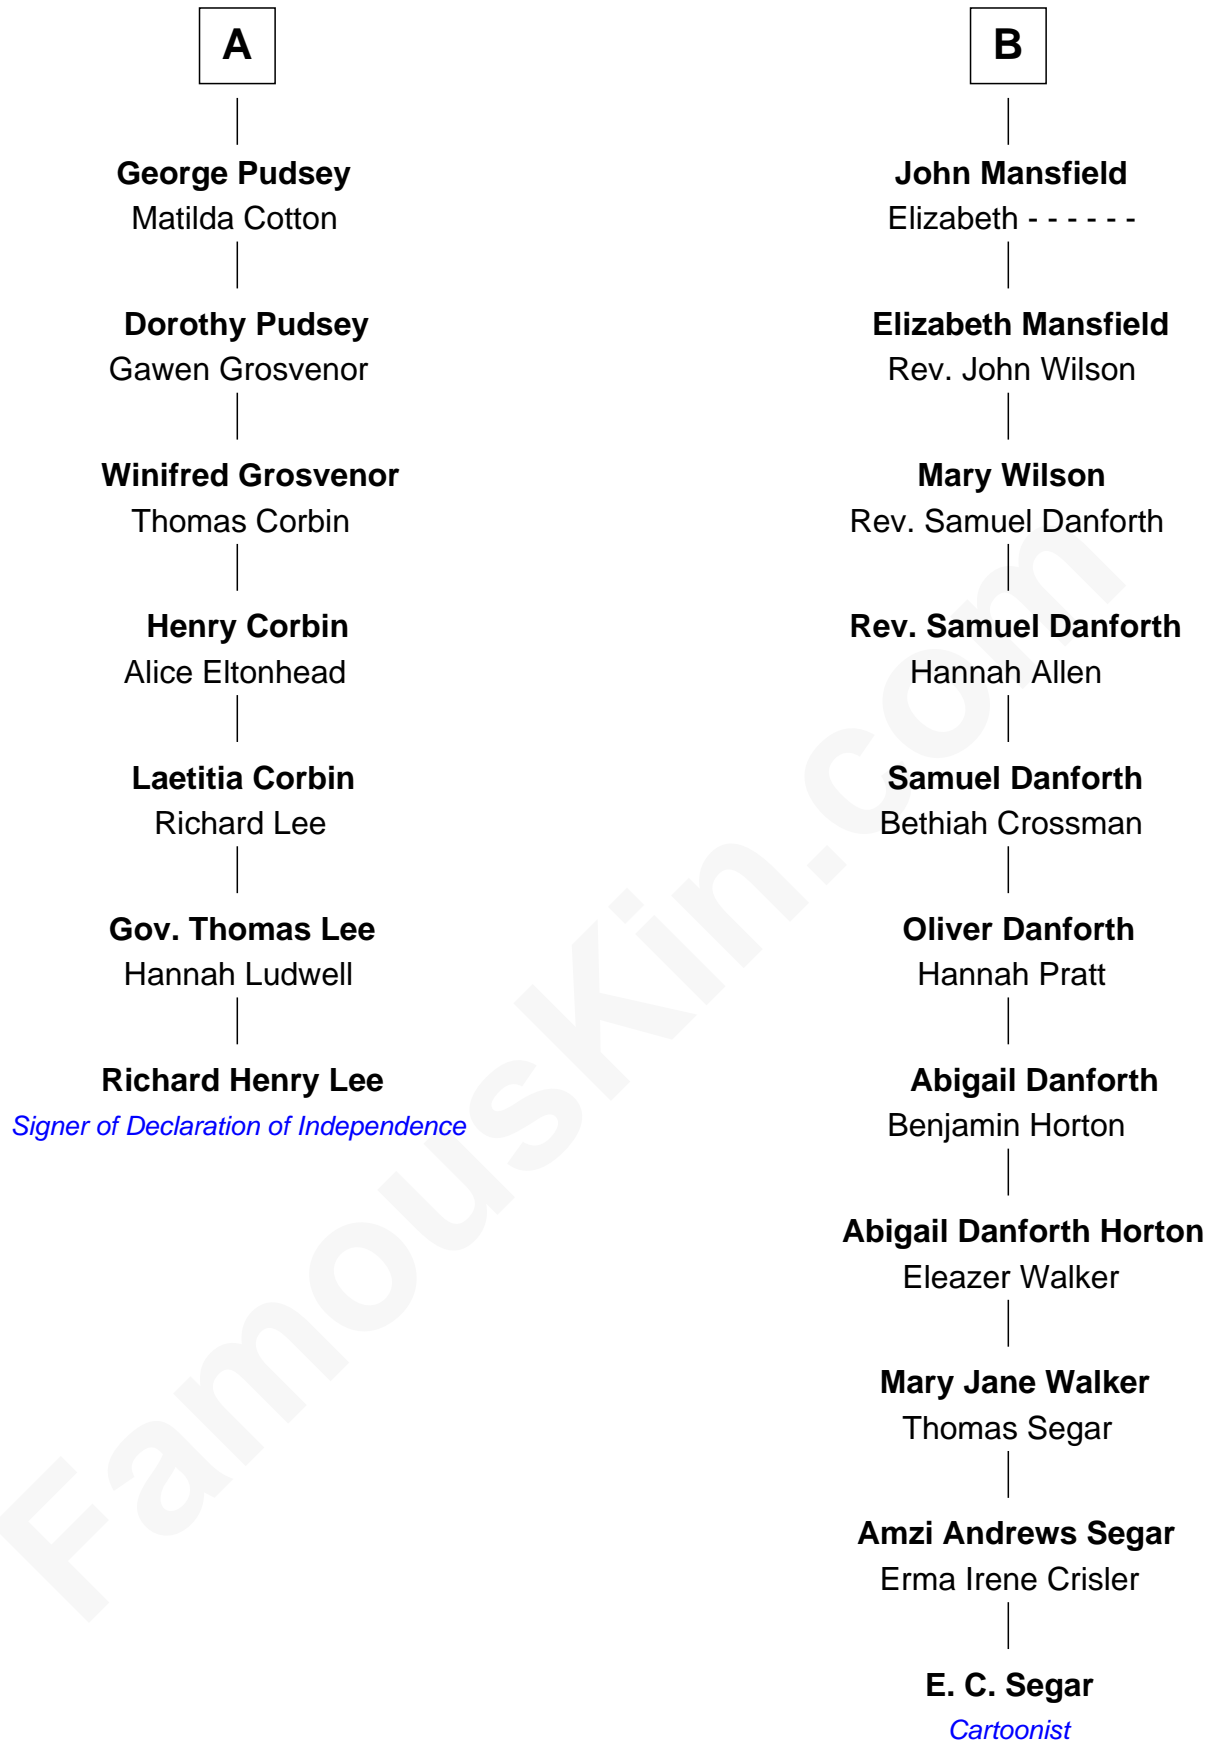 A
George Pudsey
Matilda Cotton
Dorothy Pudsey
Gawen Grosvenor
Winifred Grosvenor
Thomas Corbin
Henry Corbin
Alice Eltonhead
Laetitia Corbin
Richard Lee
Gov. Thomas Lee
Hannah Ludwell
Richard Henry Lee
Signer of Declaration of Independence
B
John Mansfield
Elizabeth - - - - - -
Elizabeth Mansfield
Rev. John Wilson
Mary Wilson
Rev. Samuel Danforth
Rev. Samuel Danforth
Hannah Allen
Samuel Danforth
Bethiah Crossman
Oliver Danforth
Hannah Pratt
Abigail Danforth
Benjamin Horton
Abigail Danforth Horton
Eleazer Walker
Mary Jane Walker
Thomas Segar
Amzi Andrews Segar
Erma Irene Crisler
E. C. Segar
Cartoonist
FamousKin.com